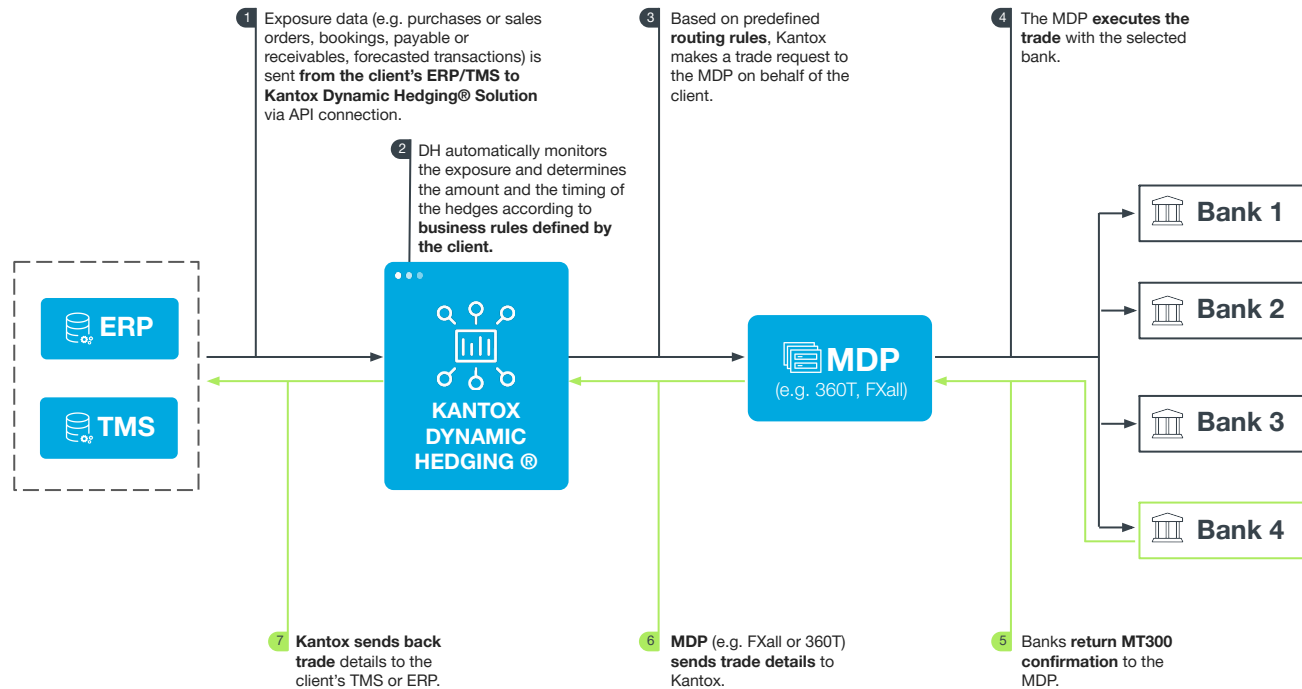 1
Exposure data (e.g. purchases or sales
orders, bookings, payable or
receivables, forecasted transactions) is
sent from the client's ERP/TMS to
Kantox Dynamic Hedging® Solution
via API connection.
2
DH automatically monitors
the exposure and determines
the amount and the timing of
the hedges according to
business rules defined by
the client.
3
Based on predefined
routing rules, Kantox
makes a trade request to
the MDP on behalf of the
client.
4
The MDP executes the
trade with the selected
bank.
ERP
TMS
KANTOX
DYNAMIC
HEDGING ®
MDP
(e.g. 360T, FXall)
Bank 1
Bank 2
Bank 3
Bank 4
7
Kantox sends back
trade details to the
client's TMS or ERP.
6
MDP (e.g. FXall or 360T)
sends trade details to
Kantox.
5
Banks return MT300
confirmation to the
MDP.